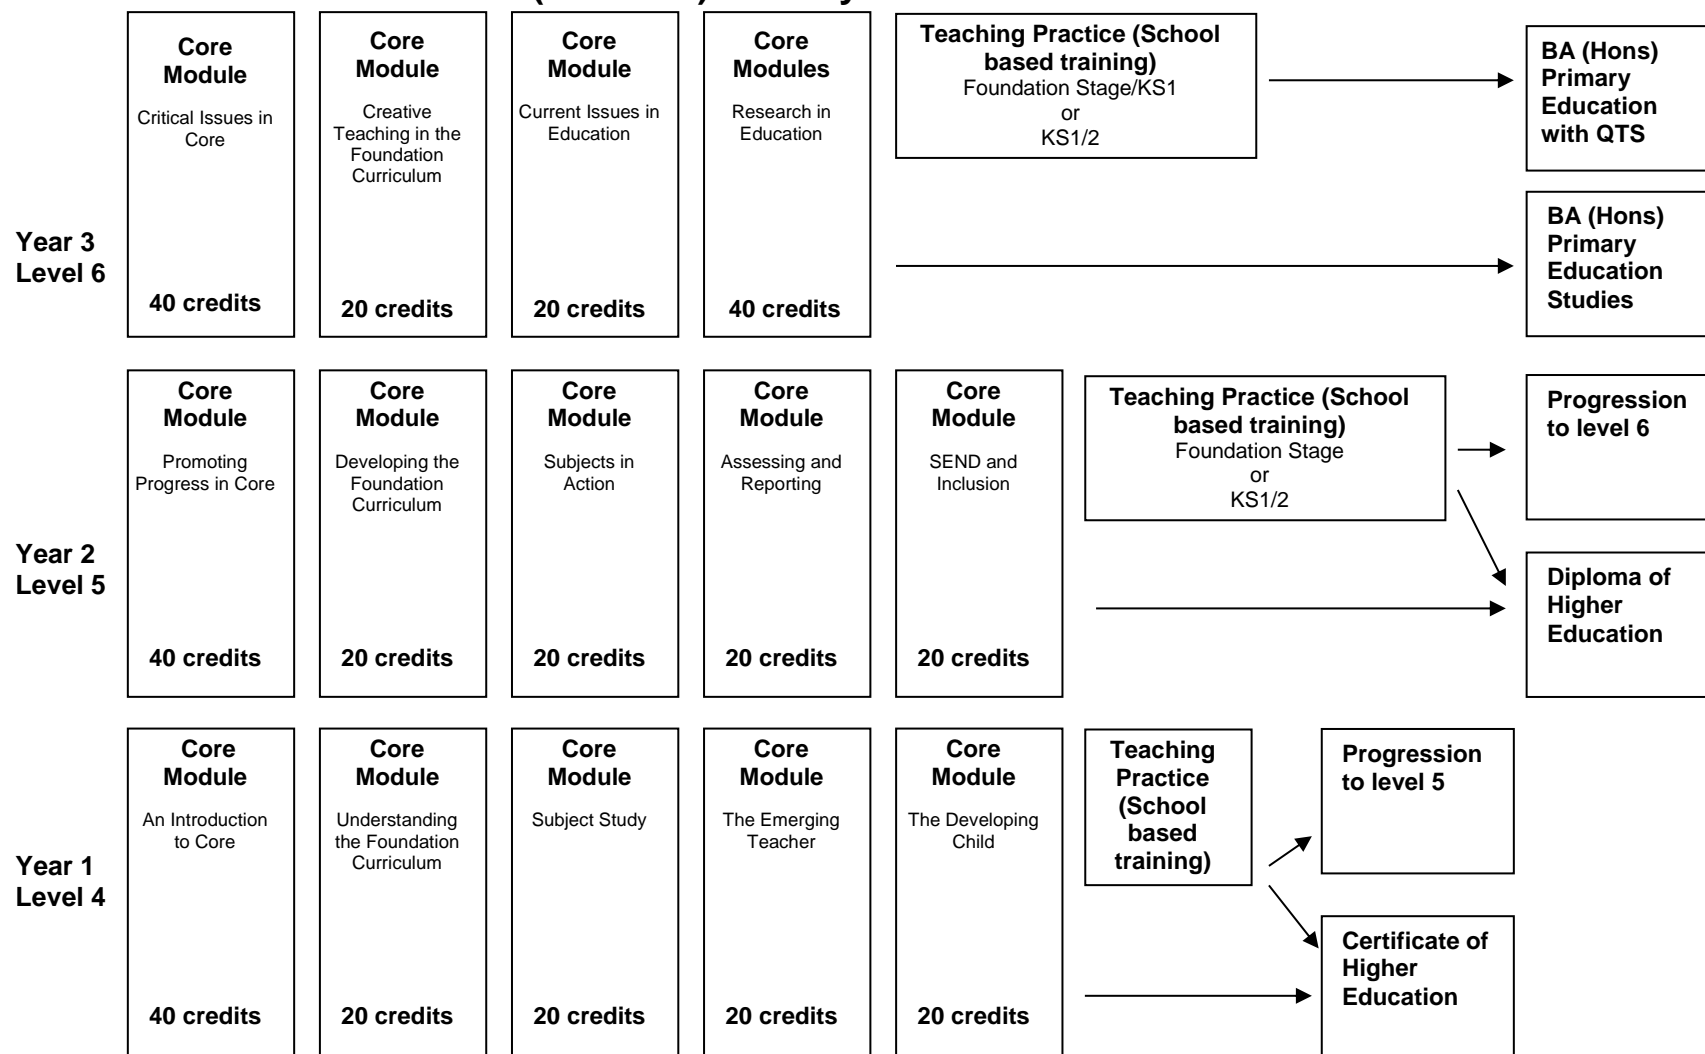 Core
Module
Critical Issues in
Core
40 credits
Core
Module
Creative
Teaching in the
Foundation
Curriculum
20 credits
Core
Module
Current Issues in
Education
20 credits
Core
Modules
Research in
Education
40 credits
Teaching Practice (School
based training)
Foundation Stage/KS1
or
KS1/2
BA (Hons)
Primary
Education
with QTS
Year 3
Level 6
BA (Hons)
Primary
Education
Studies
Core
Module
Promoting
Progress in Core
40 credits
Core
Module
Developing the
Foundation
Curriculum
20 credits
Core
Module
Subjects in
Action
20 credits
Core
Module
Assessing and
Reporting
20 credits
Core
Module
SEND and
Inclusion
20 credits
Teaching Practice (School
based training)
Foundation Stage
or
KS1/2
Progression
to level 6
Year 2
Level 5
Diploma of
Higher
Education
Core
Module
An Introduction
to Core
40 credits
Core
Module
Understanding
the Foundation
Curriculum
20 credits
Core
Module
Subject Study
20 credits
Core
Module
The Emerging
Teacher
20 credits
Core
Module
The Developing
Child
20 credits
Teaching
Practice
(School
based
training)
Progression
to level 5
Year 1
Level 4
Certificate of
Higher
Education